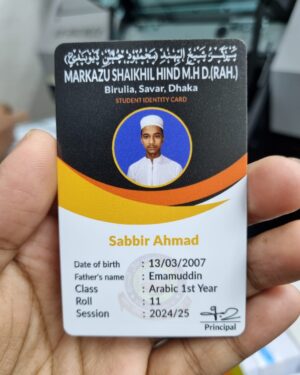 MARKAZU SHAIKHIL HIND M.H D.(RAH.)
Birulia, Savar, Dhaka
STUDENT IDENTITY CARD
Sabbir Ahmad
Date of birth : 13/03/2007
Father's name : Emamuddin
Class : Arabic 1st Year
Roll : 11
Session : 2024/25
Principal